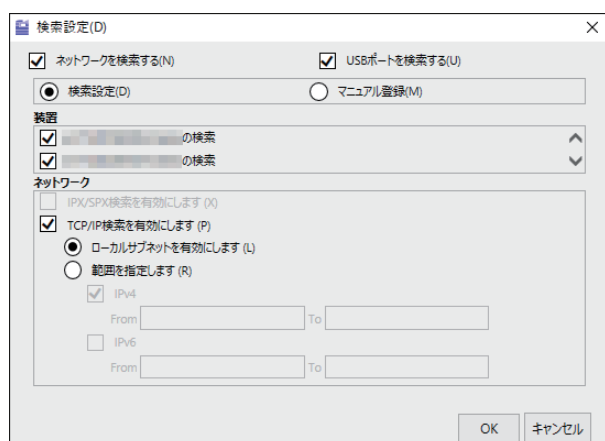 検索設定(D)
ネットワークを検索する(N) USBポートを検索する(U)
検索設定(D) マニュアル登録(M)
装置
の検索
の検索
ネットワーク
IPX/SPX検索を有効にします(X)
TCP/IP検索を有効にします(P)
ローカルサブネットを有効にします(L)
範囲を指定します(R)
IPv4
From To
IPv6
From To
OK キャンセル